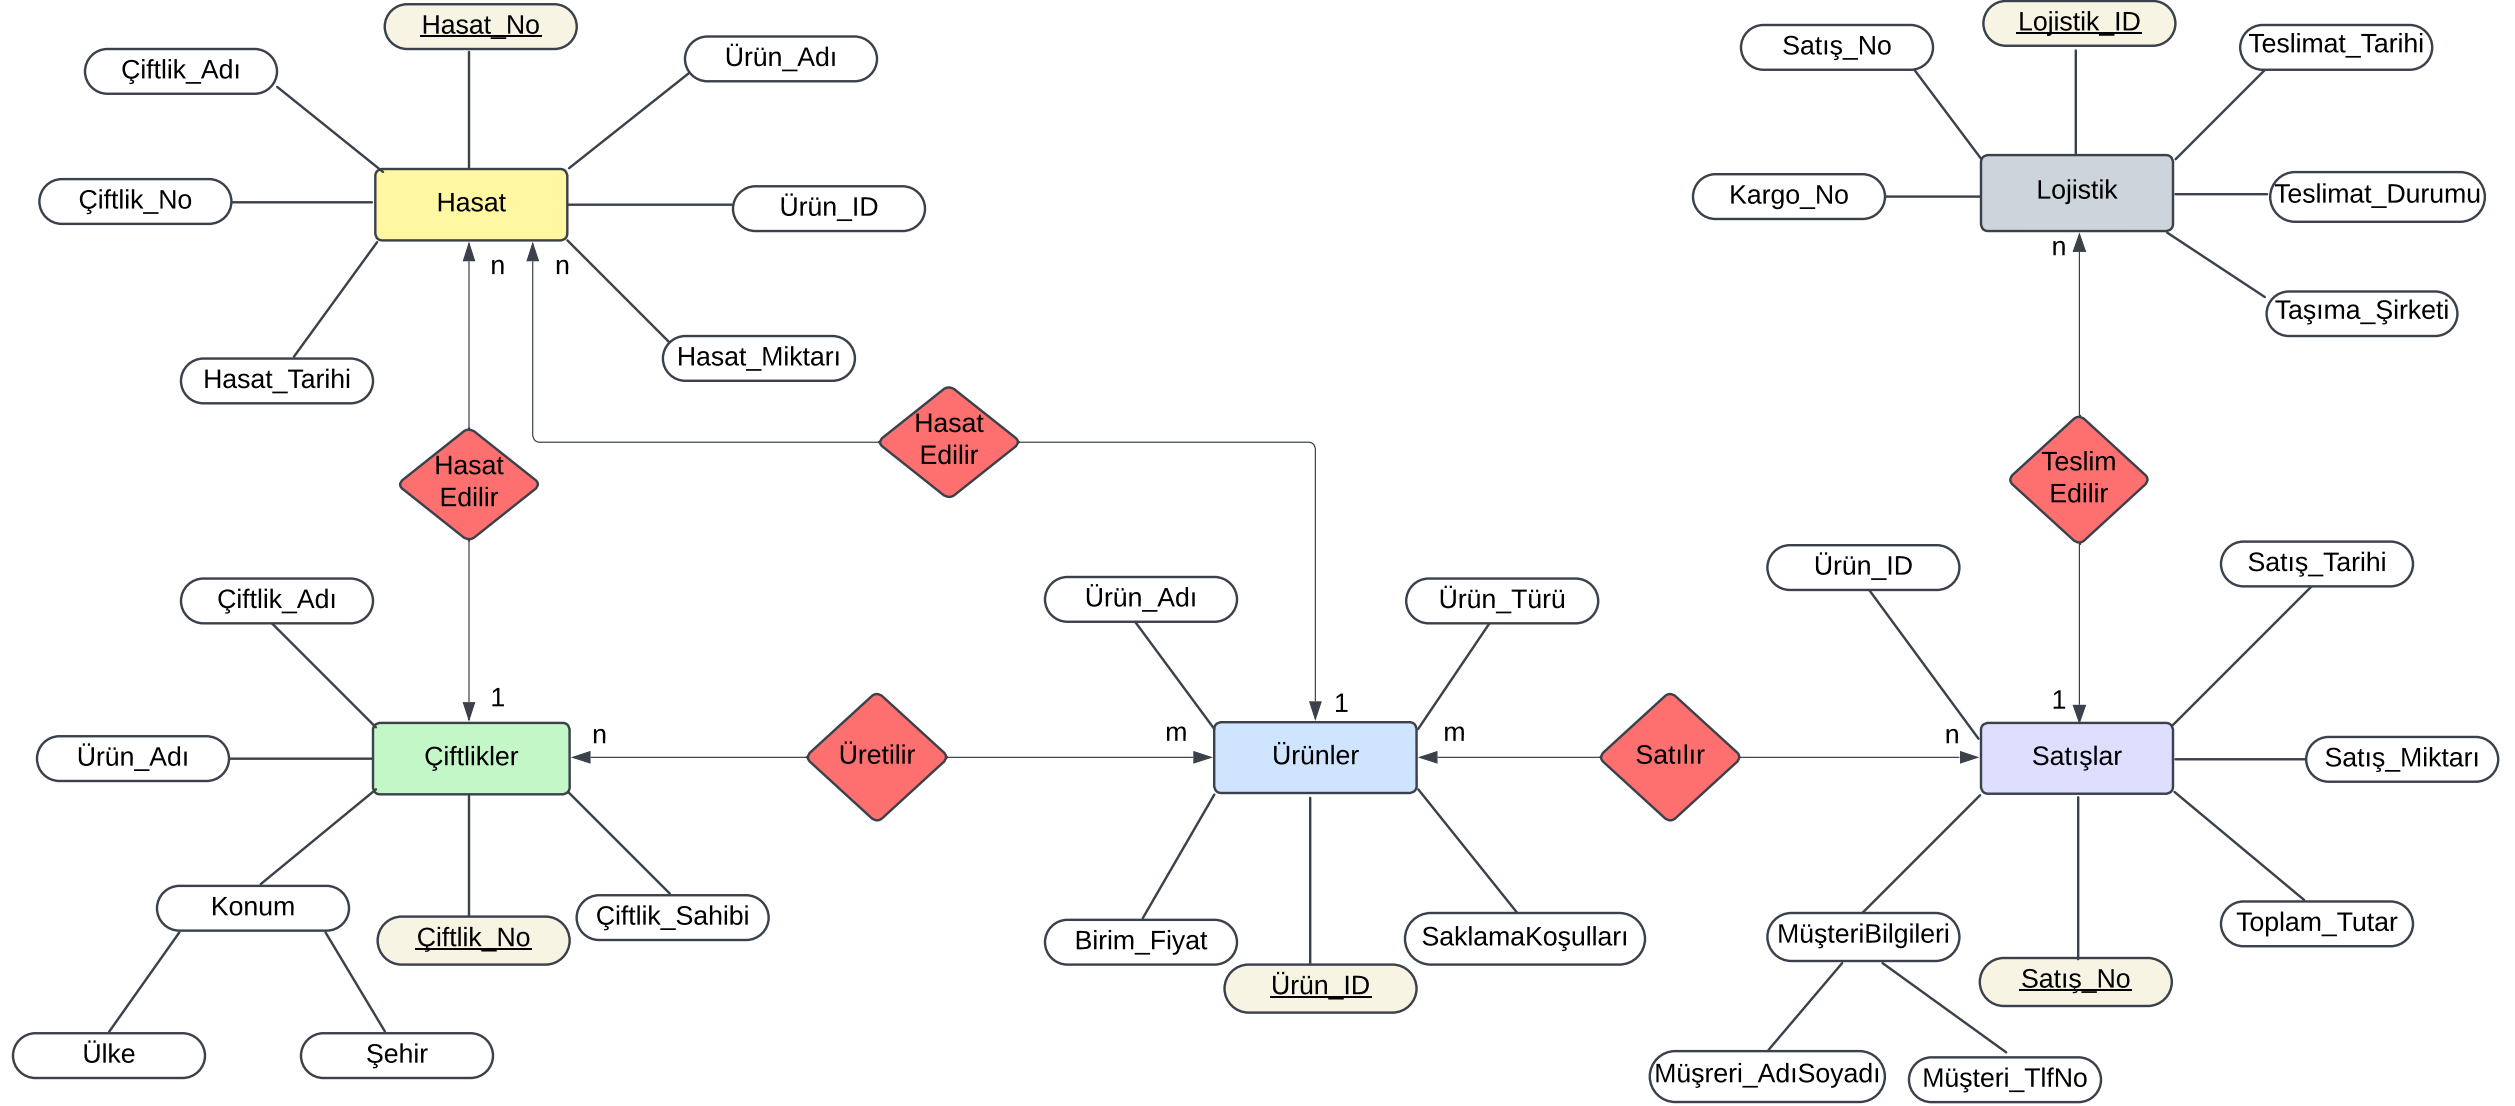 Hasat_No
Ürün_Adı
Çiftlik_Adı
Çiftlik_No
Hasat
Ürün_ID
n
n
Hasat_Tarihi
Hasat_Miktarı
Lojistik_ID
Satış_No
Teslimat_Tarihi
Kargo_No
Lojistik
Teslimat_Durumu
n
Taşıma_Şirketi
Hasat
Edilir
Hasat
Edilir
Teslim
Edilir
Çiftlik_Adı
1
Ürün_Adı
Çiftlikler
n
Üretilir
m
Konum
Çiftlik_No
Çiftlik_Sahibi
Ülke
Şehir
Ürün_Adı
Ürün_Türü
1
Ürünler
m
Satılır
n
Birim_Fiyat
Ürün_ID
SaklamaKoşulları
Ürün_ID
Satış_Tarihi
1
Satışlar
Satış_Miktarı
MüşteriBilgileri
Satış_No
Toplam_Tutar
Müşreri_AdıSoyadı
Müşteri_TlfNo